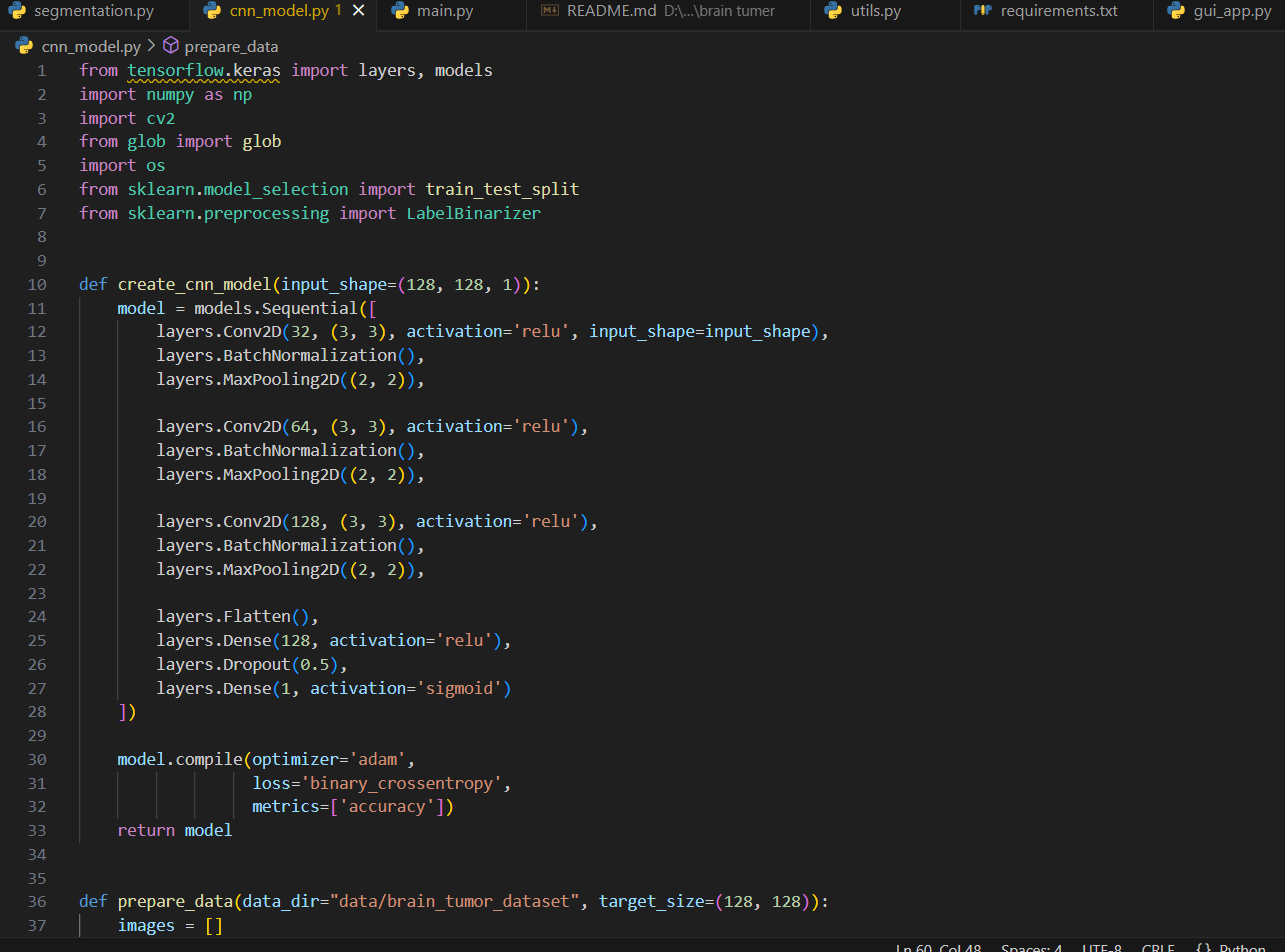 segmentation.py cnn_model.py 1 main.py README.md D:\...\brain tumer utils.py requirements.txt gui_app.py
cnn_model.py > prepare_data
1 from tensorflow.keras import layers, models
2 import numpy as np
3 import cv2
4 from glob import glob
5 import os
6 from sklearn.model_selection import train_test_split
7 from sklearn.preprocessing import LabelBinarizer
8
9
10 def create_cnn_model(input_shape=(128, 128, 1)):
11     model = models.Sequential([
12         layers.Conv2D(32, (3, 3), activation='relu', input_shape=input_shape),
13         layers.BatchNormalization(),
14         layers.MaxPooling2D((2, 2)),
15
16         layers.Conv2D(64, (3, 3), activation='relu'),
17         layers.BatchNormalization(),
18         layers.MaxPooling2D((2, 2)),
19
20         layers.Conv2D(128, (3, 3), activation='relu'),
21         layers.BatchNormalization(),
22         layers.MaxPooling2D((2, 2)),
23
24         layers.Flatten(),
25         layers.Dense(128, activation='relu'),
26         layers.Dropout(0.5),
27         layers.Dense(1, activation='sigmoid')
28     ])
29
30     model.compile(optimizer='adam',
31                   loss='binary_crossentropy',
32                   metrics=['accuracy'])
33     return model
34
35
36 def prepare_data(data_dir="data/brain_tumor_dataset", target_size=(128, 128)):
37     images = []
Ln 60, Col 48 Spaces: 4 UTF-8 CRLF {} Python